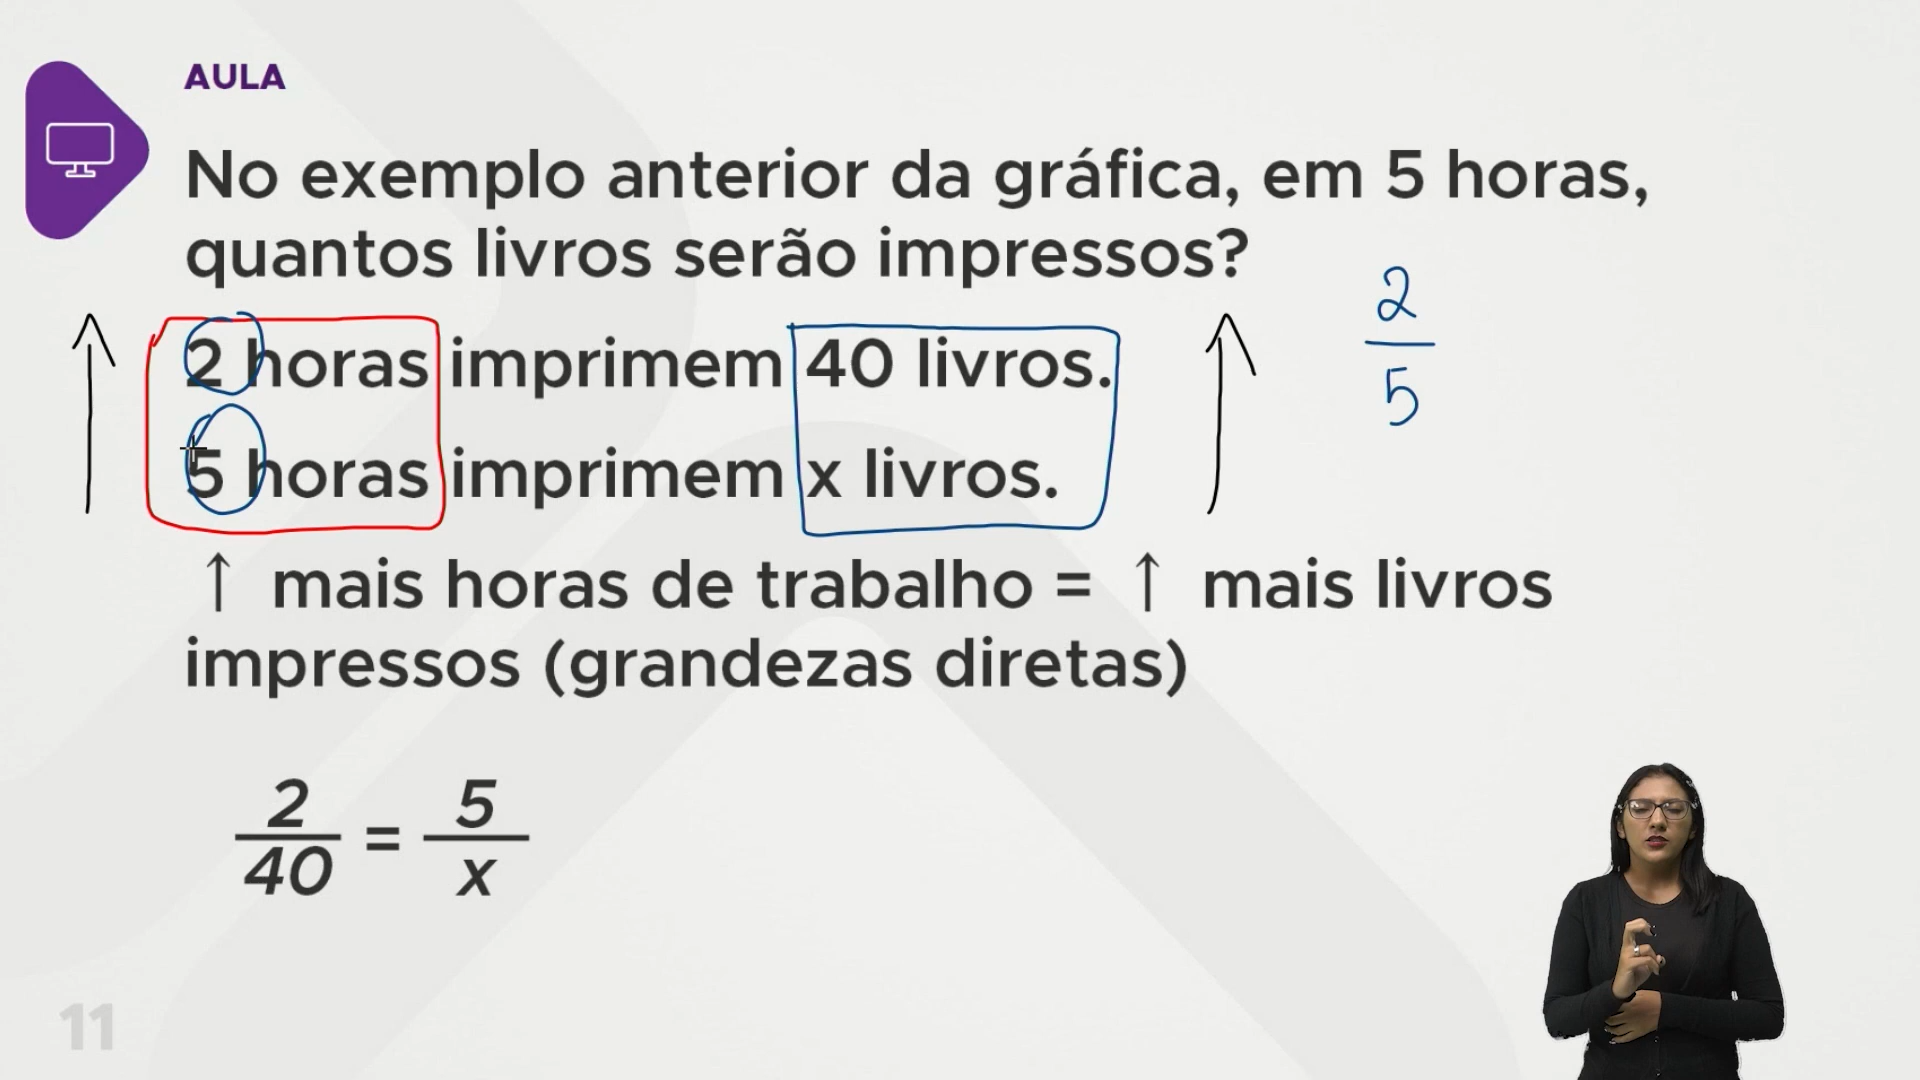 AULA
No exemplo anterior da gráfica, em 5 horas,
quantos livros serão impressos?
2 horas imprimem 40 livros.
5 horas imprimem x livros.
2
5
↑ mais horas de trabalho = ↑ mais livros
impressos (grandezas diretas)
2/40 = 5/x
11